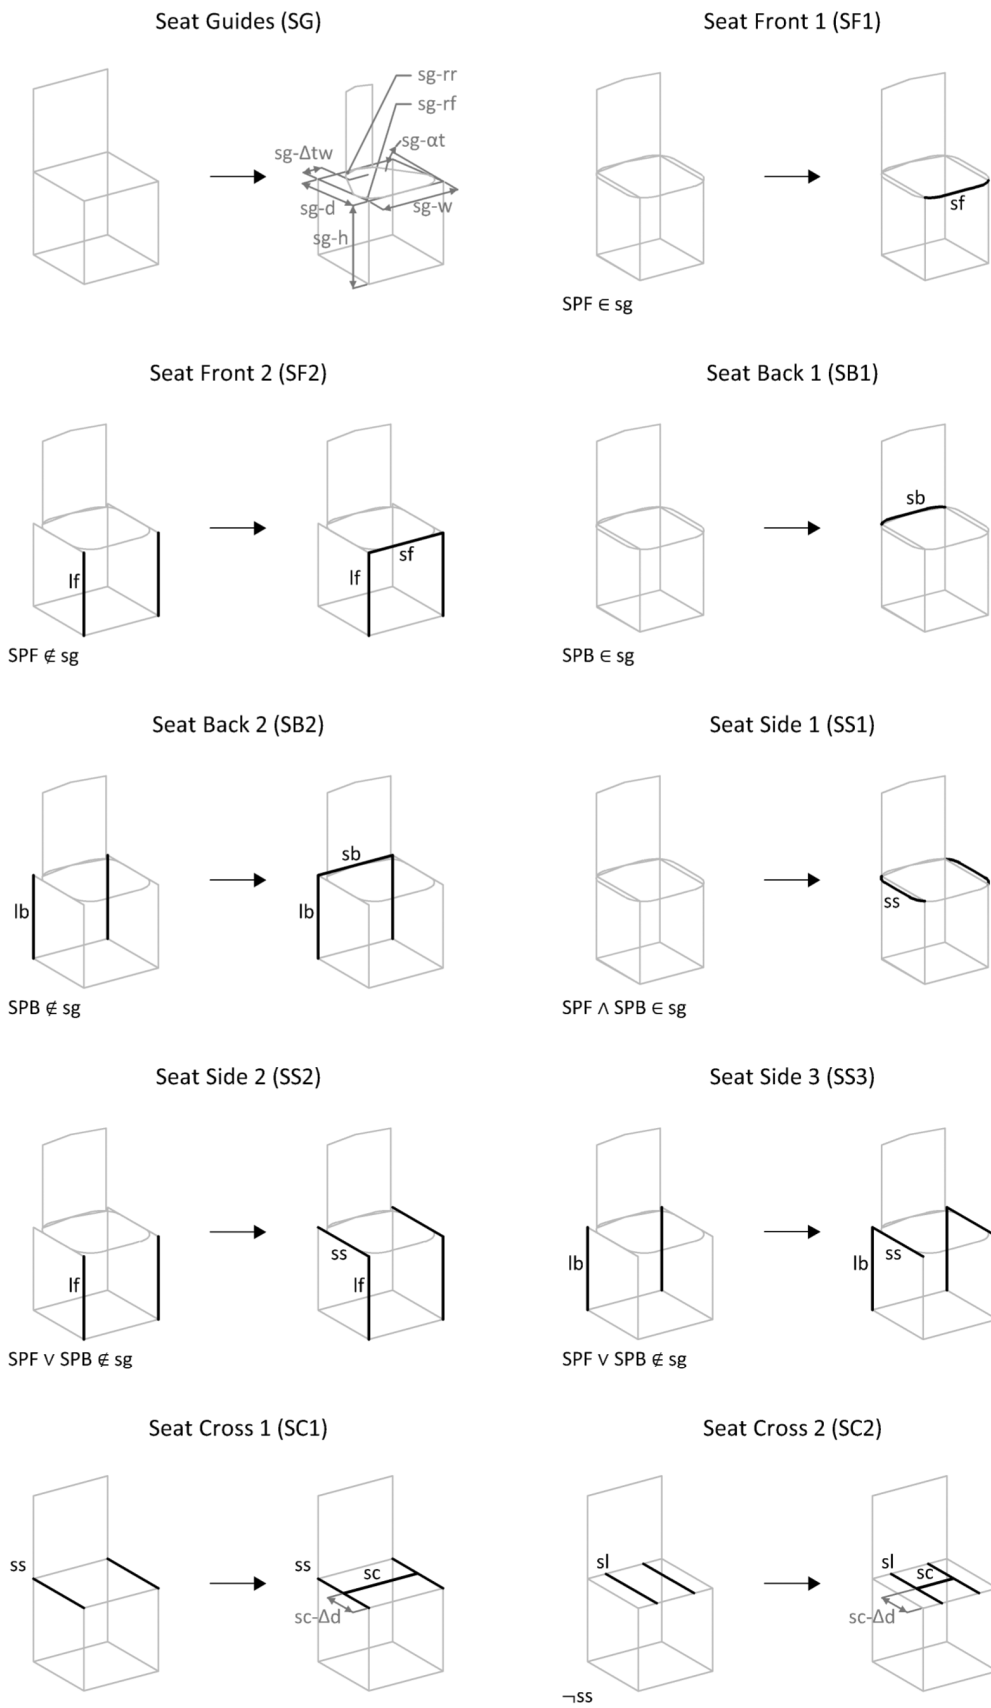 Seat Guides (SG)
Seat Front 1 (SF1)
sg-rr
sg-rf
sg-αt
sg-Δtw
sg-d
sg-w
sg-h
sf
SPF ∈ sg
Seat Front 2 (SF2)
Seat Back 1 (SB1)
lf
sf
lf
sb
SPF ∉ sg
SPB ∈ sg
Seat Back 2 (SB2)
Seat Side 1 (SS1)
lb
sb
lb
ss
SPB ∉ sg
SPF ∧ SPB ∈ sg
Seat Side 2 (SS2)
Seat Side 3 (SS3)
lf
ss
lf
lb
ss
lb
SPF ∨ SPB ∉ sg
SPF ∨ SPB ∉ sg
Seat Cross 1 (SC1)
Seat Cross 2 (SC2)
ss
ss
sc
sc-Δd
sl
sl
sc
sc-Δd
¬ss